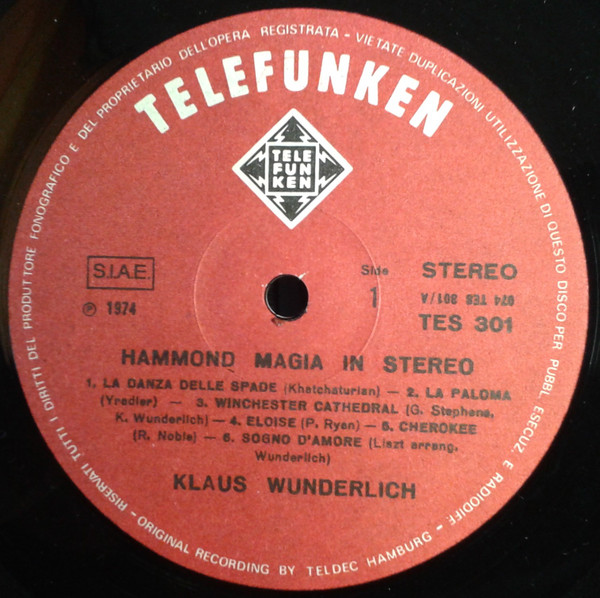 RISERVATI TUTTI I DIRITTI DEL PRODUTTORE FONOGRAFICO E DEL PROPRIETARIO DELL'OPERA REGISTRATA - VIETATE DUPLICAZIONI UTILIZZAZIONE DI QUESTO DISCO PER PUBBL. ESECUZ. E RADIODIFF.
TELEFUNKEN
TELE
FUN
KEN
S.I.A.E.
℗ 1974
Side
1
STEREO
074 TES 801/A
TES 301
HAMMOND MAGIA IN STEREO
1. LA DANZA DELLE SPADE (Khatchaturian) — 2. LA PALOMA
(Yradier) — 3. WINCHESTER CATHEDRAL (G. Stephens,
K. Wunderlich) — 4. ELOISE (P. Ryan) — 5. CHEROKEE
(R. Noble) — 6. SOGNO D'AMORE (Liszt arrang.
Wunderlich)
KLAUS WUNDERLICH
ORIGINAL RECORDING BY TELDEC HAMBURG -